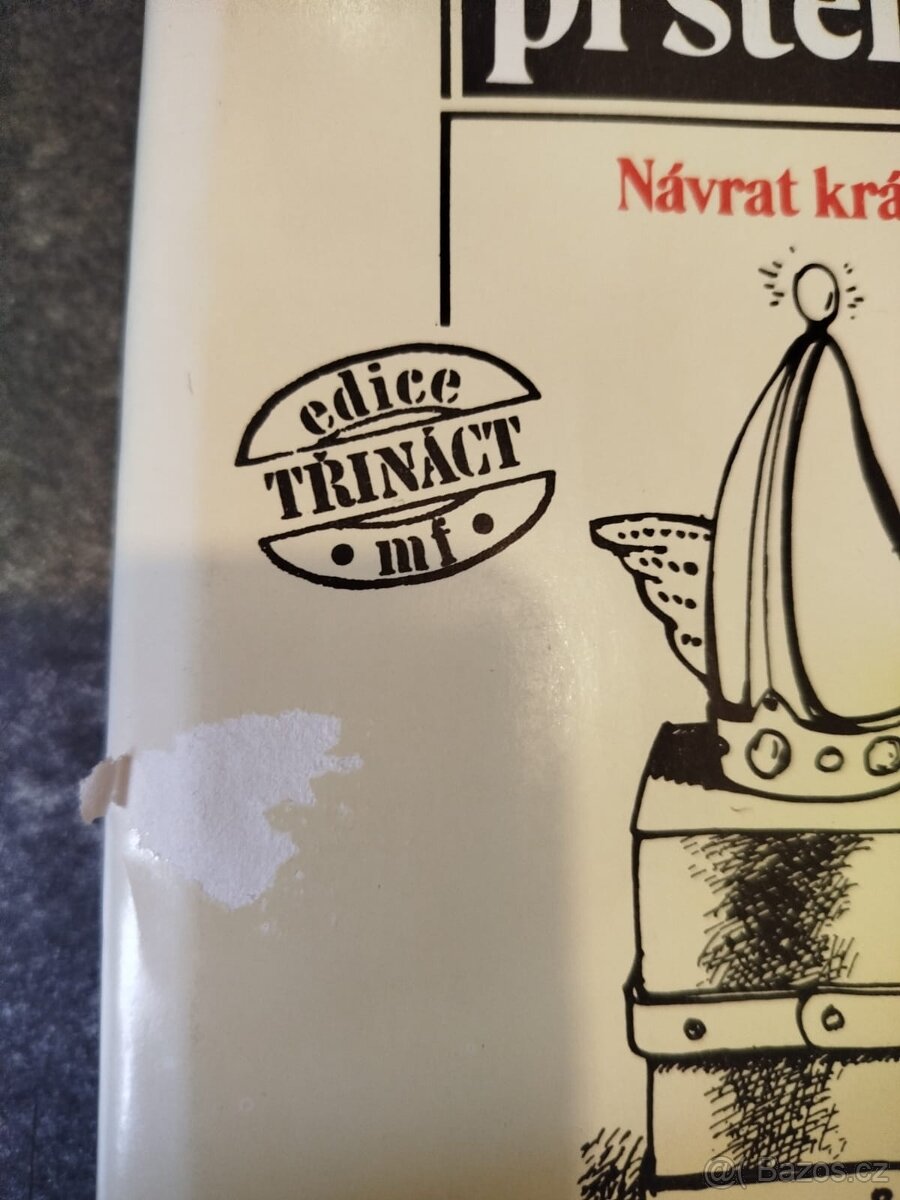 prsten
Návrat krá
edice
TŘINÁCT
• mf •
@( Bazos.cz